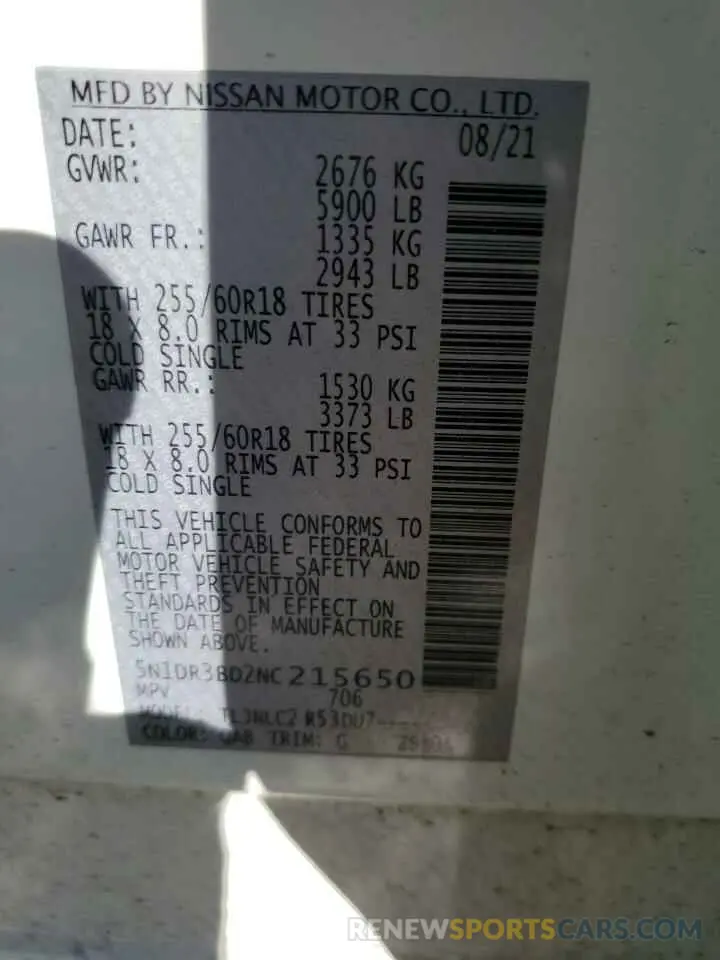 MFD BY NISSAN MOTOR CO., LTD.
DATE: 08/21
GVWR: 2676 KG
5900 LB
GAWR FR.: 1335 KG
2943 LB
WITH 255/60R18 TIRES
18 X 8.0 RIMS AT 33 PSI
COLD SINGLE
GAWR RR.: 1530 KG
3373 LB
WITH 255/60R18 TIRES
18 X 8.0 RIMS AT 33 PSI
COLD SINGLE
THIS VEHICLE CONFORMS TO
ALL APPLICABLE FEDERAL
MOTOR VEHICLE SAFETY AND
THEFT PREVENTION
STANDARDS IN EFFECT ON
THE DATE OF MANUFACTURE
SHOWN ABOVE.
5N1DR3BD2NC215650
MPV 706
MODEL:
COLOR: QAB TRIM: G
RENEWSPORTSCARS.COM